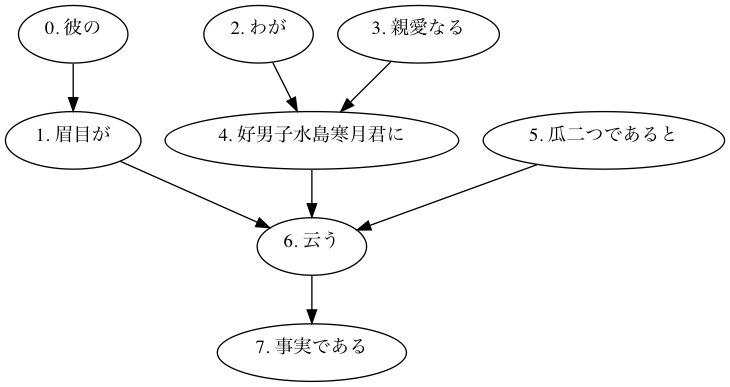 0. 彼の
2. わが
3. 親愛なる
1. 眉目が
4. 好男子水島寒月君に
5. 瓜二つであると
6. 云う
7. 事実である